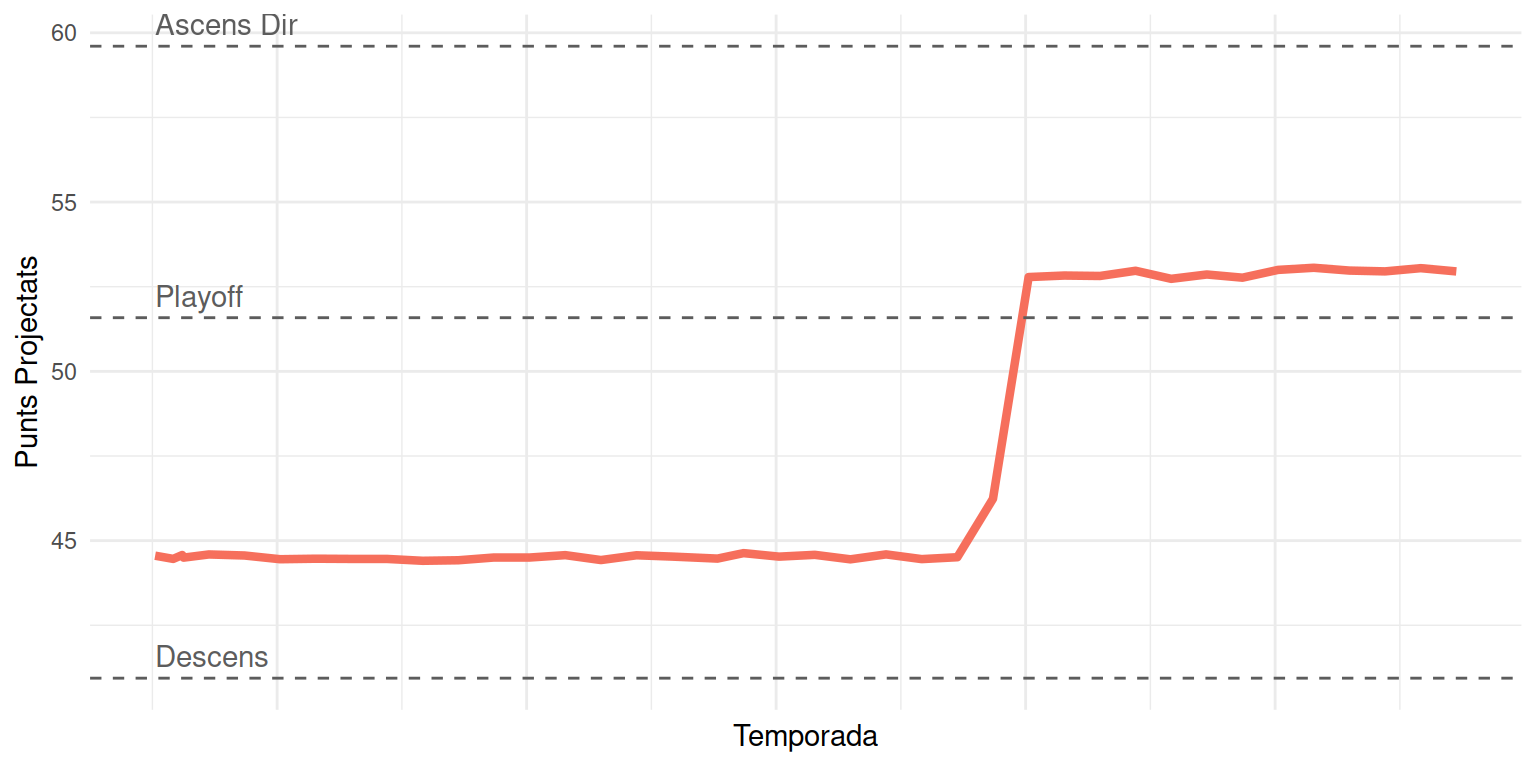 60
Ascens Dir
55
Playoff
50
45
Descens
Punts Projectats
Temporada